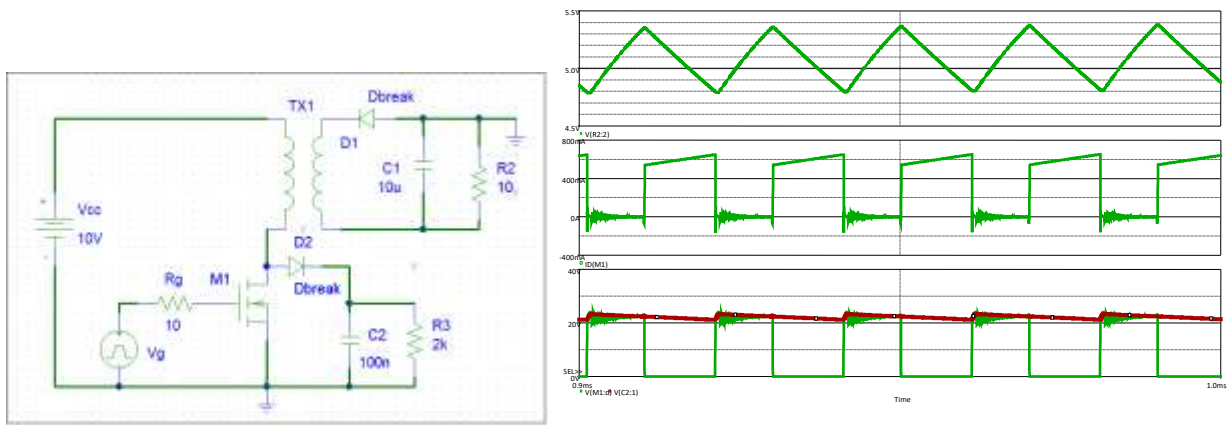 Dbreak
TX1
D1
C1
10u
R2
10
Vcc
10V
D2
Dbreak
Rg
10
M1
Vg
C2
100n
R3
2k
5.5V
5.0V
4.5V
V(R2:2)
800mA
400mA
0A
-400mA
ID(M1)
40V
20V
SEL>>
0V
0.9ms
1.0ms
V(C2:1)
Time